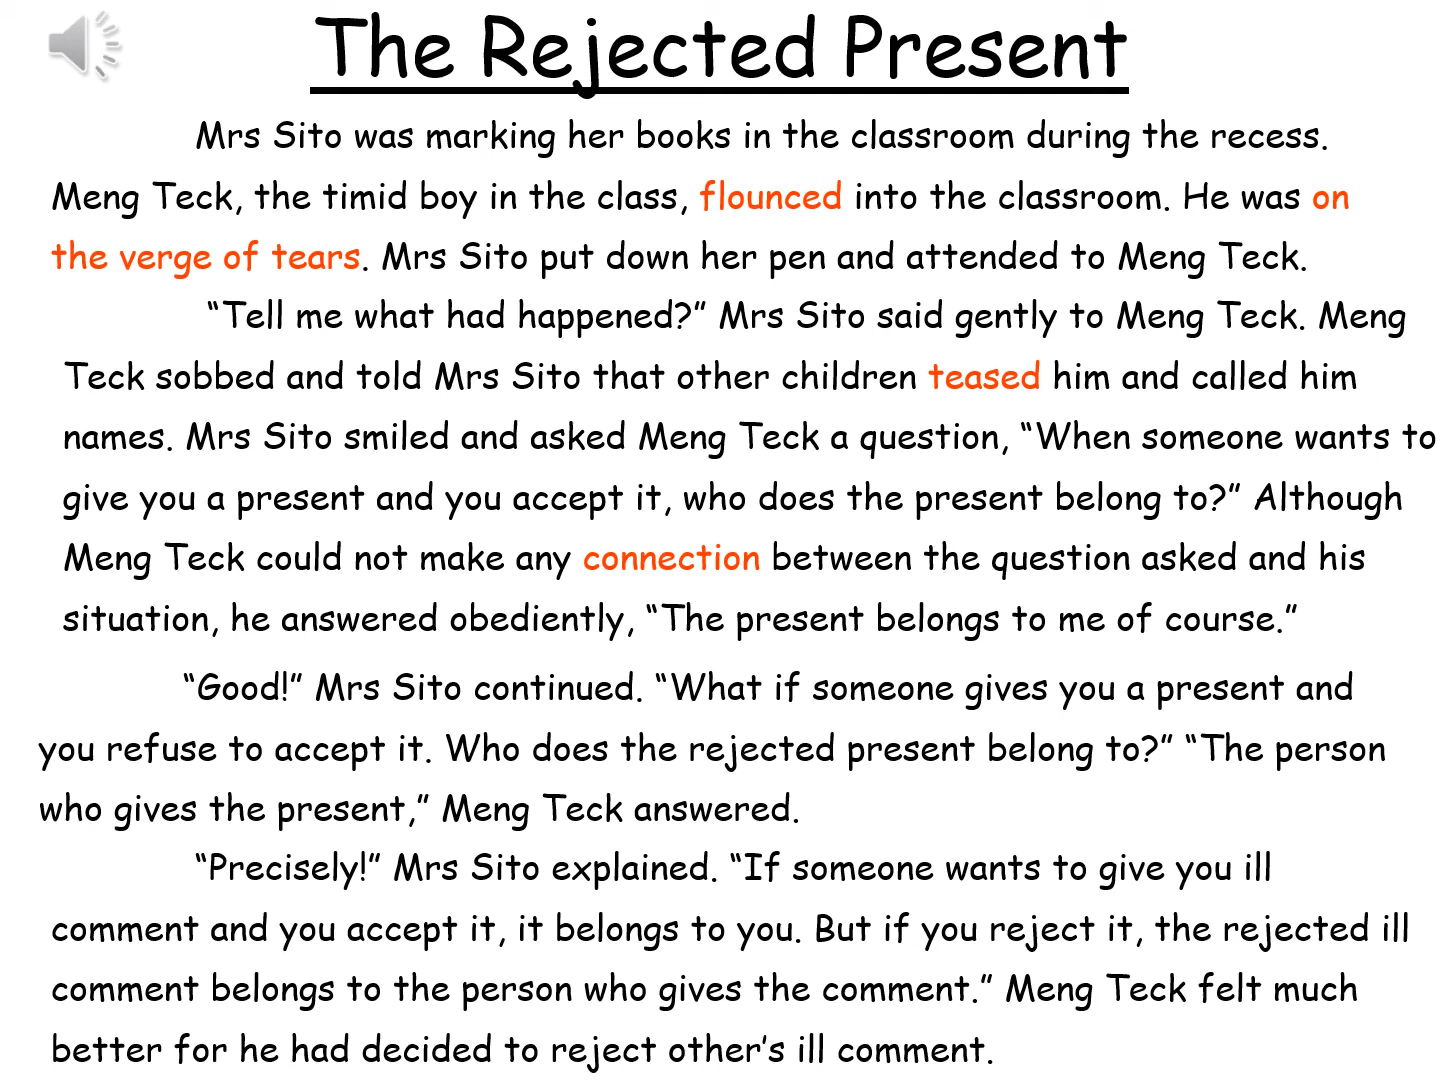 The Rejected Present
Mrs Sito was marking her books in the classroom during the recess.
Meng Teck, the timid boy in the class, flounced into the classroom. He was on
the verge of tears. Mrs Sito put down her pen and attended to Meng Teck.
“Tell me what had happened?” Mrs Sito said gently to Meng Teck. Meng
Teck sobbed and told Mrs Sito that other children teased him and called him
names. Mrs Sito smiled and asked Meng Teck a question, “When someone wants to
give you a present and you accept it, who does the present belong to?” Although
Meng Teck could not make any connection between the question asked and his
situation, he answered obediently, “The present belongs to me of course.”
“Good!” Mrs Sito continued. “What if someone gives you a present and
you refuse to accept it. Who does the rejected present belong to?” “The person
who gives the present,” Meng Teck answered.
“Precisely!” Mrs Sito explained. “If someone wants to give you ill
comment and you accept it, it belongs to you. But if you reject it, the rejected ill
comment belongs to the person who gives the comment.” Meng Teck felt much
better for he had decided to reject other’s ill comment.